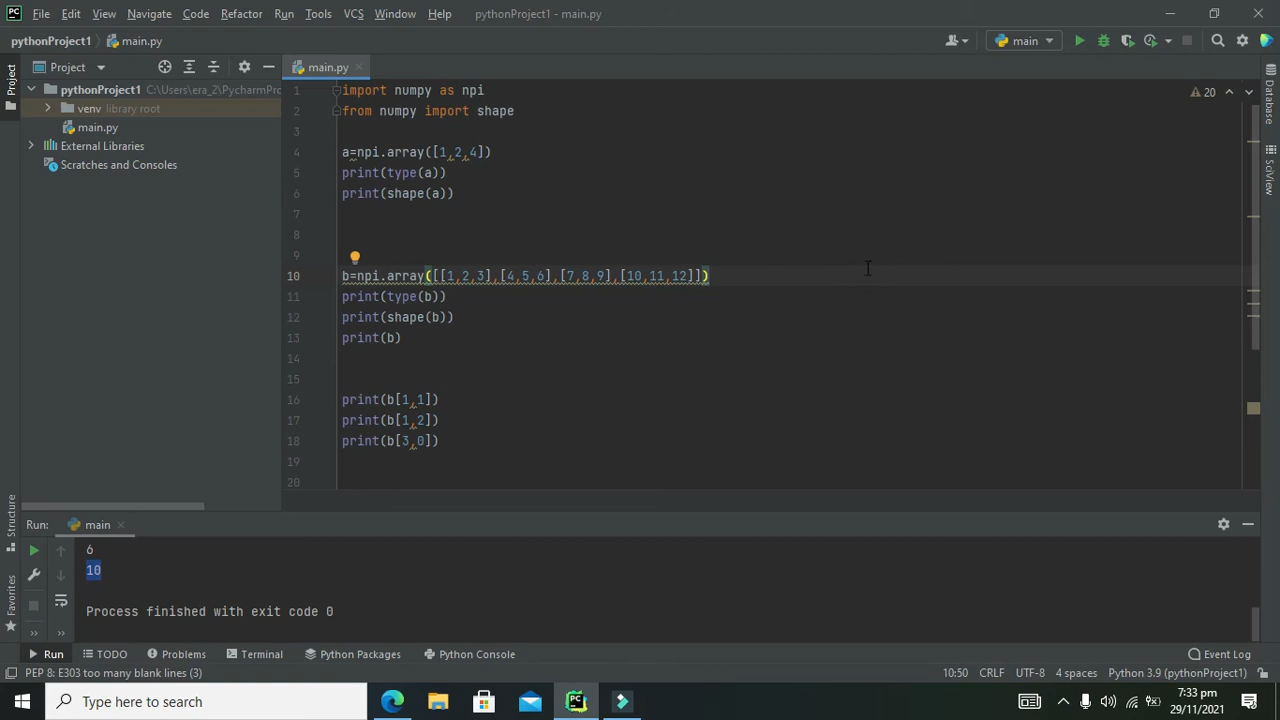 PC File Edit View Navigate Code Refactor Run Tools VCS Window Help pythonProject1 - main.py
pythonProject1 main.py main
Project main.py
Project
1 import numpy as npi 20
pythonProject1 C:\Users\era_Z\PycharmPro
2 from numpy import shape
venv library root
3
main.py
4 a=npi.array([1,2,4])
External Libraries
5 print(type(a))
Scratches and Consoles
6 print(shape(a))
7
8
9
10 b=npi.array([[1,2,3],[4,5,6],[7,8,9],[10,11,12]])
11 print(type(b))
12 print(shape(b))
13 print(b)
14
15
16 print(b[1,1])
17 print(b[1,2])
18 print(b[3,0])
19
20
Database
SciView
Structure
Favorites
Run: main
6
10
Process finished with exit code 0
Run TODO Problems Terminal Python Packages Python Console Event Log
PEP 8: E303 too many blank lines (3) 10:50 CRLF UTF-8 4 spaces Python 3.9 (pythonProject1)
Type here to search
PC
7:33 pm
29/11/2021